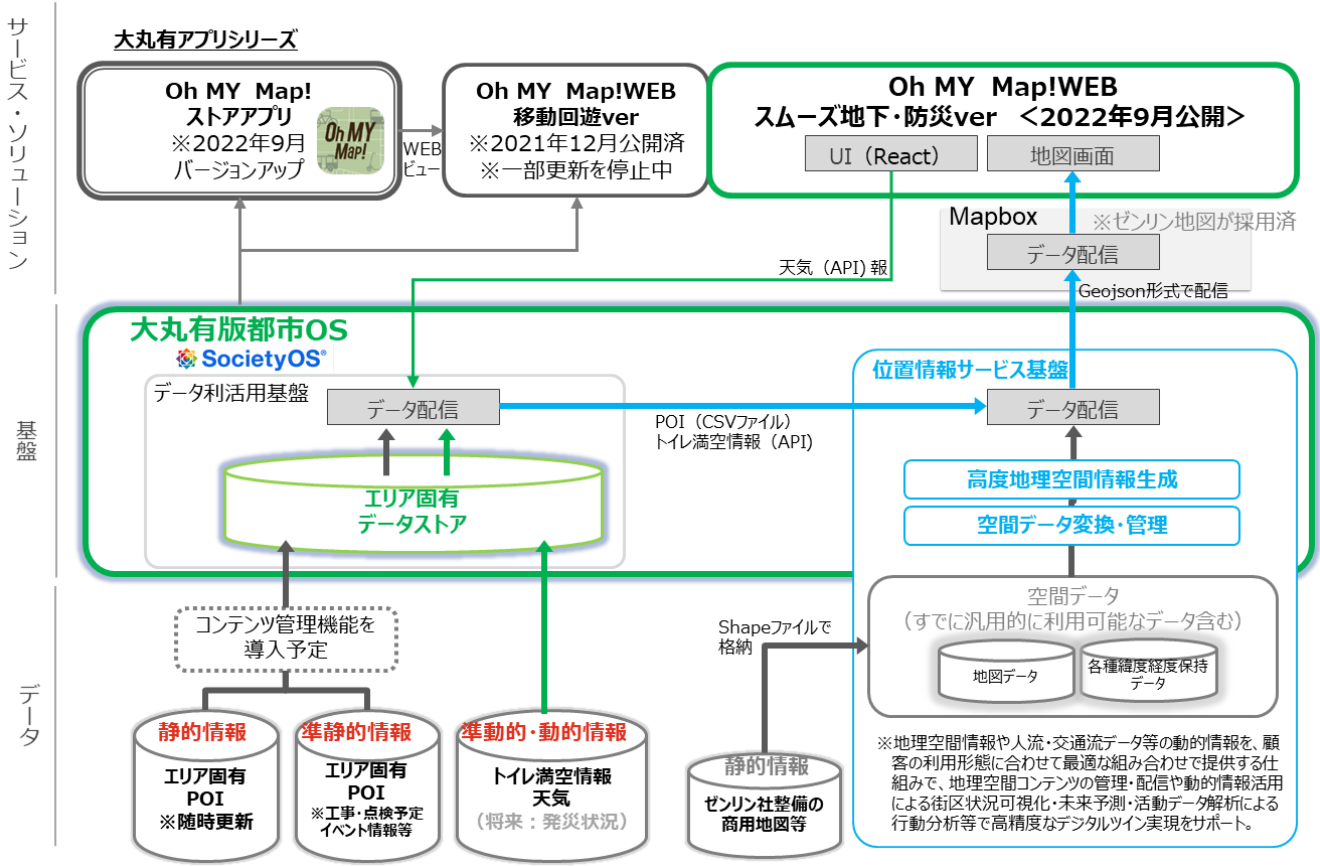 サービス・ソリューション
大丸有アプリシリーズ
Oh MY Map!
ストアアプリ
※2022年9月
バージョンアップ
Oh MY
Map!
WEB
ビュー
Oh MY Map!WEB
移動回遊ver
※2021年12月公開済
※一部更新を停止中
Oh MY Map!WEB
スムーズ地下・防災ver <2022年9月公開>
UI(React)
地図画面
Mapbox
※ゼンリン地図が採用済
データ配信
天気(API)報
Geojson形式で配信
基盤
大丸有版都市OS
SocietyOS®
データ利活用基盤
データ配信
POI(CSVファイル)
トイレ満空情報(API)
エリア固有
データストア
位置情報サービス基盤
データ配信
高度地理空間情報生成
空間データ変換・管理
データ
コンテンツ管理機能を
導入予定
静的情報
エリア固有
POI
※随時更新
準静的情報
エリア固有
POI
※工事・点検予定
イベント情報等
準動的・動的情報
トイレ満空情報
天気
(将来:発災状況)
Shapeファイルで
格納
静的情報
ゼンリン社整備の
商用地図等
空間データ
(すでに汎用的に利用可能なデータ含む)
地図データ
各種緯度経度保持
データ
※地理空間情報や人流・交通流データ等の動的情報を、顧
客の利用形態に合わせて最適な組み合わせで提供する仕
組みで、地理空間コンテンツの管理・配信や動的情報活用
による街区状況可視化・未来予測・活動データ解析による
行動分析等で高精度なデジタルツイン実現をサポート。